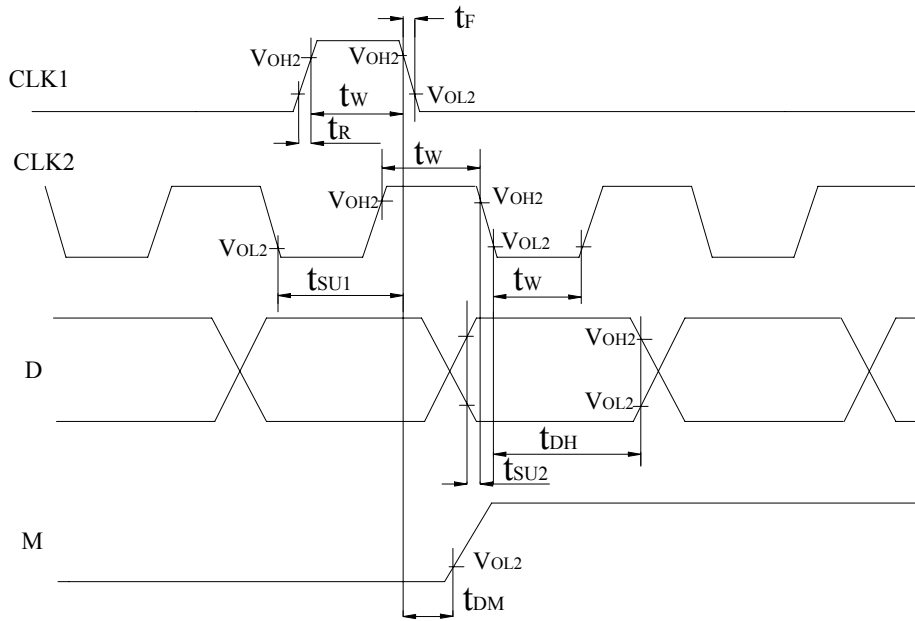 tF
VOH2 VOH2
CLK1
VOL2
tW
tR
tW
CLK2
VOH2 VOH2
VOL2 VOL2
tSU1 tW
VOH2
D
VOL2
tDH
tSU2
M
VOL2
tDM